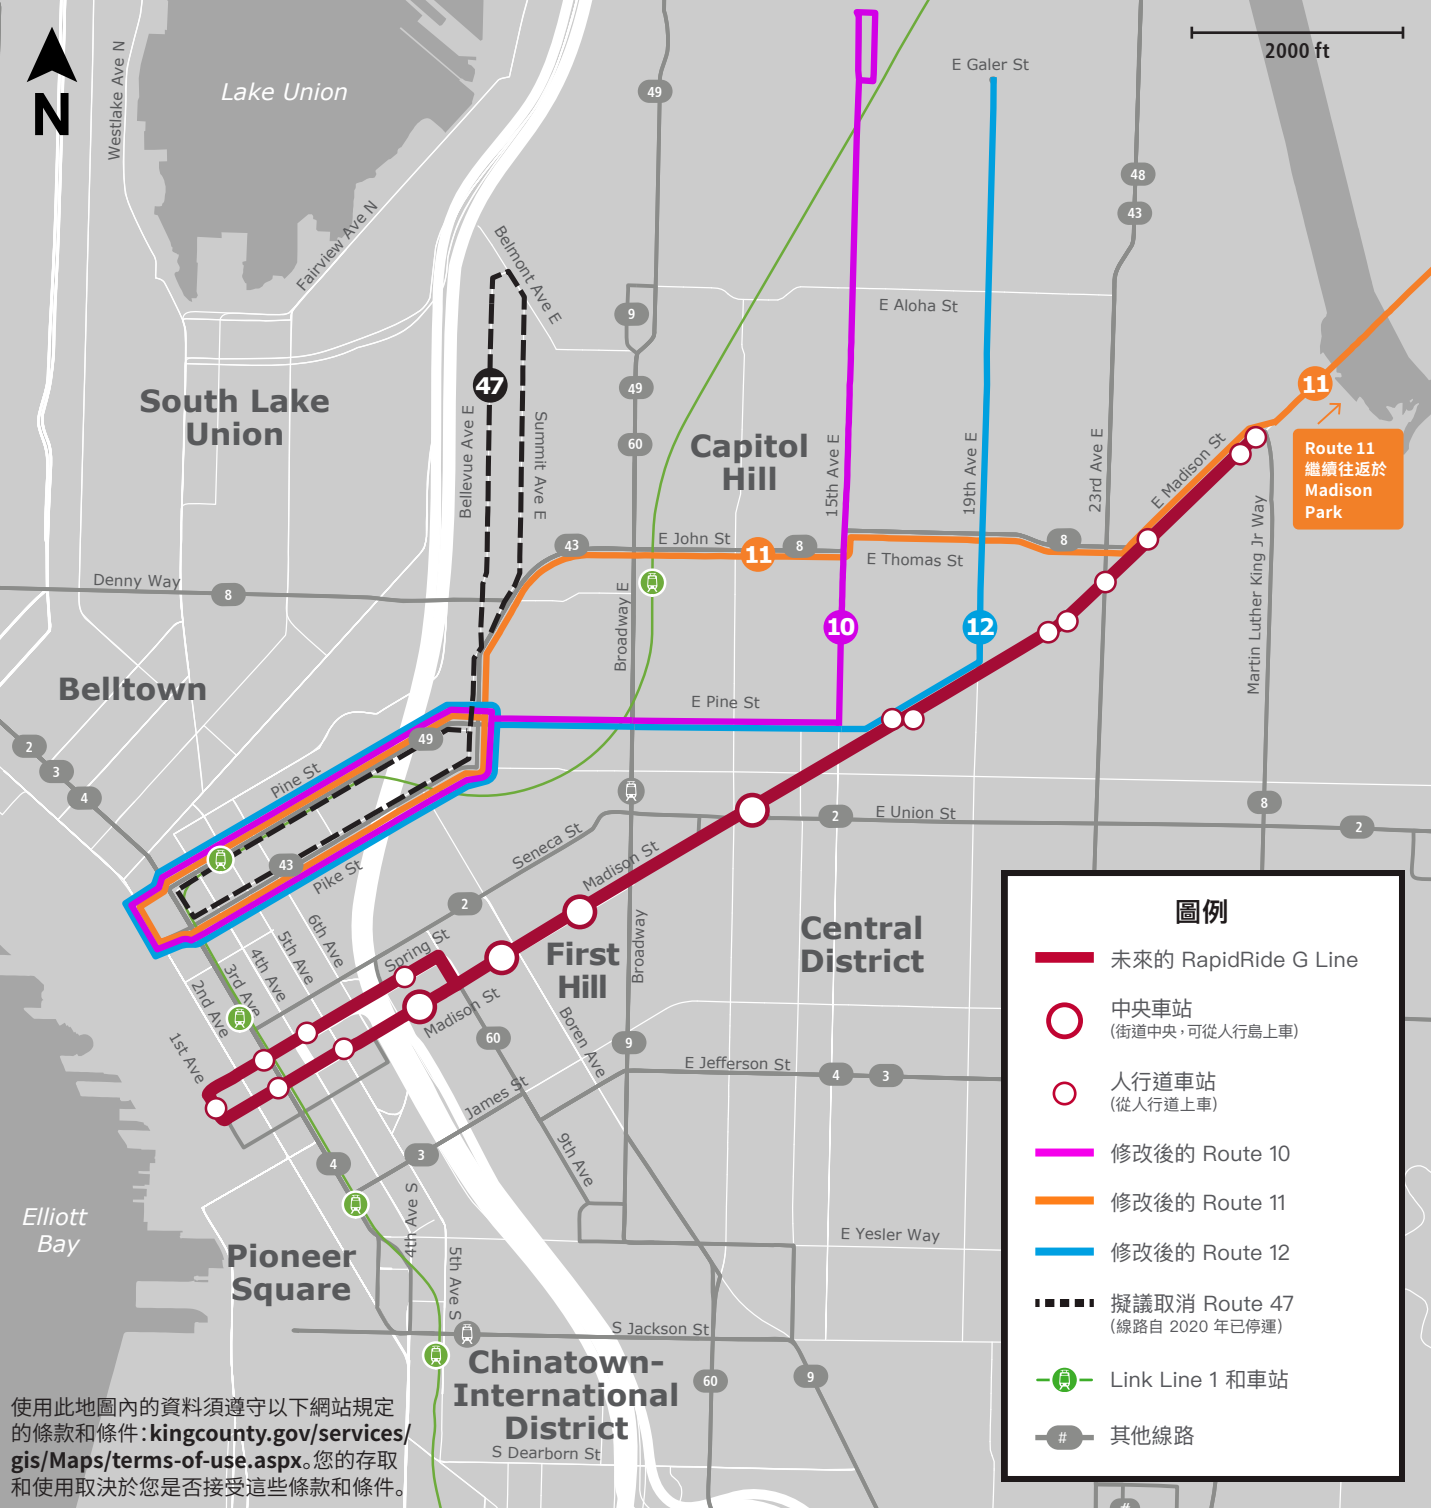 N
2000 ft
Lake Union
Westlake Ave N
Fairview Ave N
Belmont Ave E
E Galer St
E Aloha St
49
48
43
9
49
60
47
11
South Lake
Union
Capitol
Hill
Bellevue Ave E
Summit Ave E
15th Ave E
19th Ave E
23rd Ave E
E Madison St
Route 11
繼續往返於
Madison
Park
Martin Luther King Jr Way
43
E John St
11
8
E Thomas St
8
Denny Way
8
Broadway E
10
12
Belltown
E Pine St
2
3
4
49
Pine St
43
Pike St
Seneca St
Madison St
2
E Union St
8
2
2
6th Ave
5th Ave
4th Ave
3rd Ave
2nd Ave
1st Ave
Spring St
Madison St
First
Hill
Broadway
Central
District
Boren Ave
60
9
E Jefferson St
4
3
James St
9th Ave
4
3
4th Ave S
5th Ave S
E Yesler Way
Elliott
Bay
Pioneer
Square
S Jackson St
Chinatown-
International
District
60
9
S Dearborn St
圖例
未來的 RapidRide G Line
中央車站
(街道中央，可從人行島上車)
人行道車站
(從人行道上車)
修改後的 Route 10
修改後的 Route 11
修改後的 Route 12
擬議取消 Route 47
(線路自 2020 年已停運)
Link Line 1 和車站
#
其他線路
#
使用此地圖內的資料須遵守以下網站規定
的條款和條件：kingcounty.gov/services/
gis/Maps/terms-of-use.aspx。您的存取
和使用取決於您是否接受這些條款和條件。